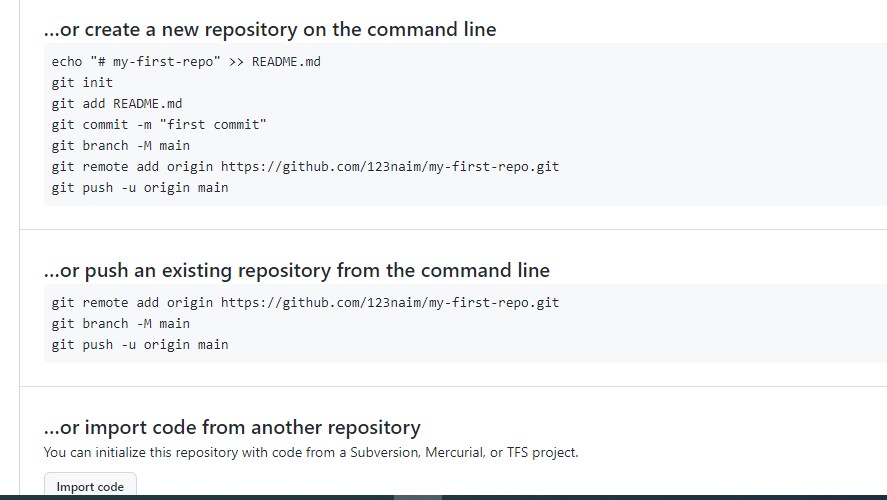 ...or create a new repository on the command line
echo "# my-first-repo" >> README.md
git init
git add README.md
git commit -m "first commit"
git branch -M main
git remote add origin https://github.com/123naim/my-first-repo.git
git push -u origin main
...or push an existing repository from the command line
git remote add origin https://github.com/123naim/my-first-repo.git
git branch -M main
git push -u origin main
...or import code from another repository
You can initialize this repository with code from a Subversion, Mercurial, or TFS project.
Import code